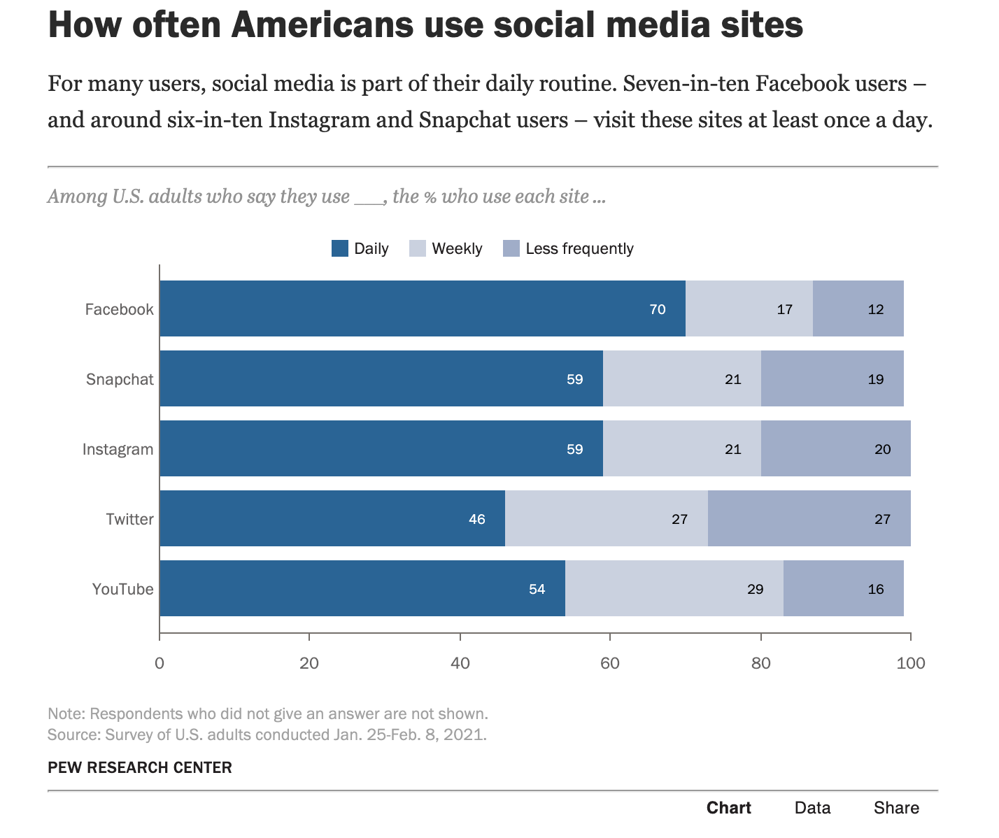 How often Americans use social media sites
For many users, social media is part of their daily routine. Seven-in-ten Facebook users –
and around six-in-ten Instagram and Snapchat users – visit these sites at least once a day.
Among U.S. adults who say they use ___, the % who use each site ...
Daily Weekly Less frequently
Facebook 70 17 12
Snapchat 59 21 19
Instagram 59 21 20
Twitter 46 27 27
YouTube 54 29 16
0 20 40 60 80 100
Note: Respondents who did not give an answer are not shown.
Source: Survey of U.S. adults conducted Jan. 25-Feb. 8, 2021.
PEW RESEARCH CENTER
Chart Data Share